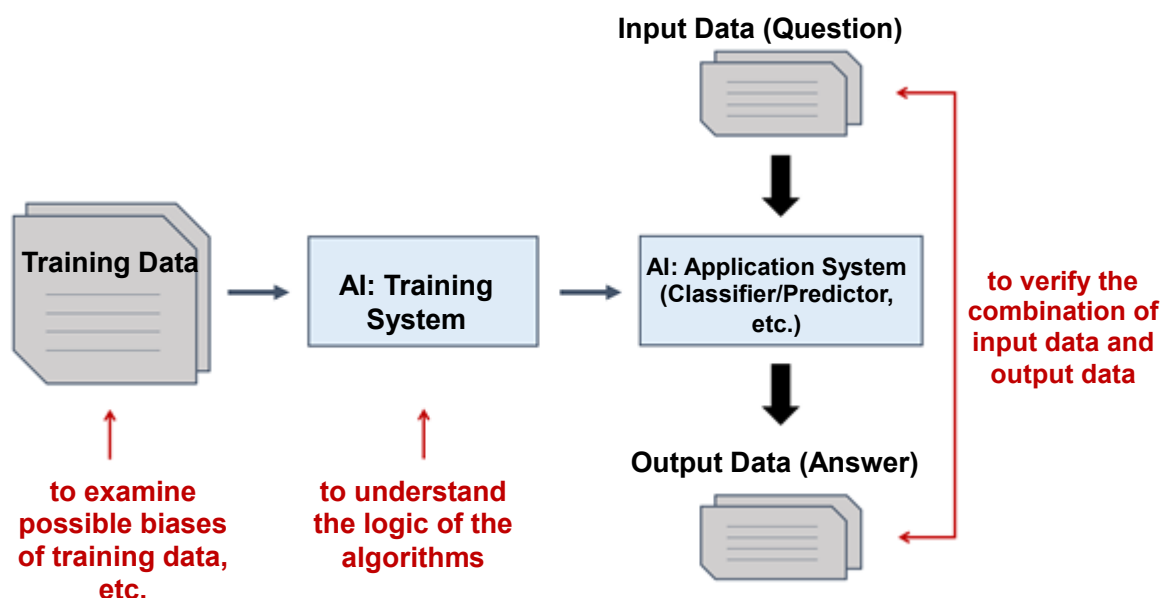 Input Data (Question)
Training Data
AI: Training
System
AI: Application System
(Classifier/Predictor,
etc.)
to verify the
combination of
input data and
output data
Output Data (Answer)
to examine
possible biases
of training data,
etc.
to understand
the logic of the
algorithms